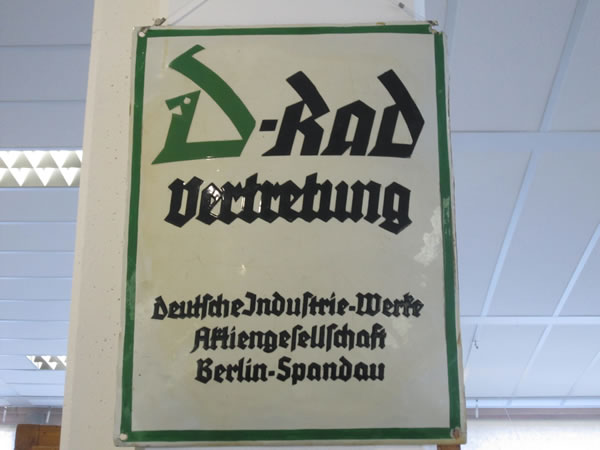 D-Rad
Vertretung
Deutsche Industrie-Werke
Aktiengesellschaft
Berlin-Spandau